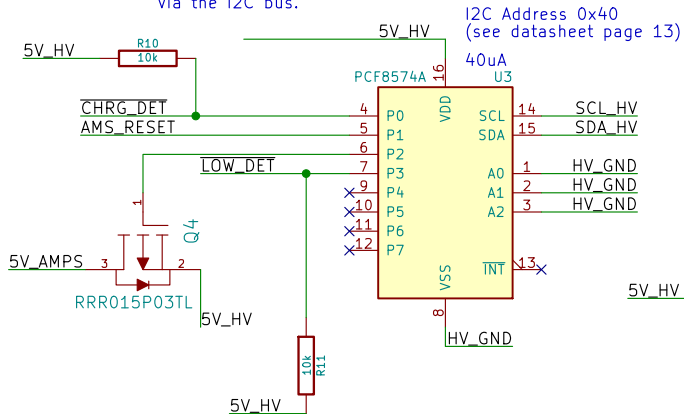 via the I2C bus.
I2C Address 0x40
(see datasheet page 13)
40uA
5V_HV
R10
10k
5V_HV
16
VDD
PCF8574A
U3
CHRG_DET
4
P0
AMS_RESET
5
P1
6
P2
LOW_DET
7
P3
9
P4
10
P5
11
P6
12
P7
SCL
14
SCL_HV
SDA
15
SDA_HV
A0
1
HV_GND
A1
2
HV_GND
A2
3
HV_GND
INT
13
VSS
8
HV_GND
1
Q4
5V_AMPS
3
2
RRR015P03TL
5V_HV
5V_HV
10k
R11
5V_HV